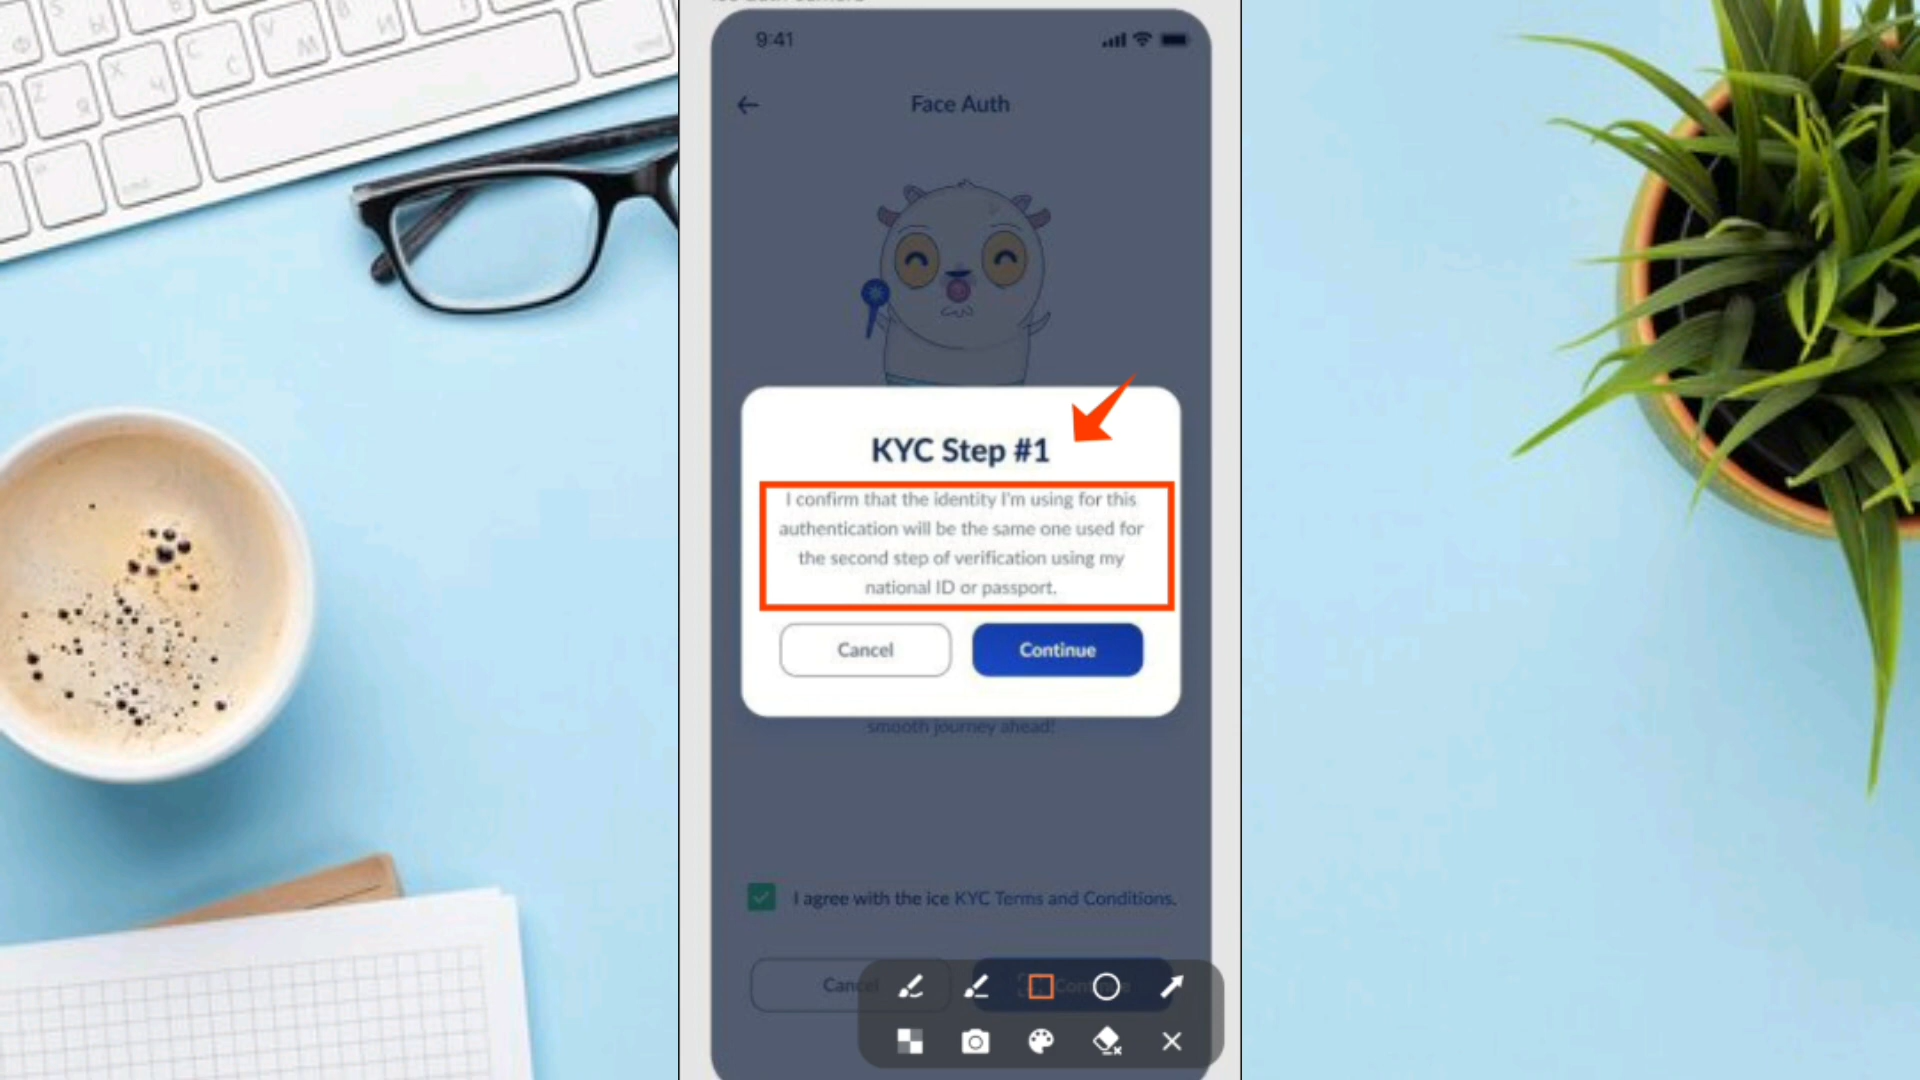 9:41
Face Auth
KYC Step #1
I confirm that the identity I'm using for this
authentication will be the same one used for
the second step of verification using my
national ID or passport.
Cancel
Continue
smooth journey ahead!
I agree with the ice KYC Terms and Conditions.
Cancel
Continue